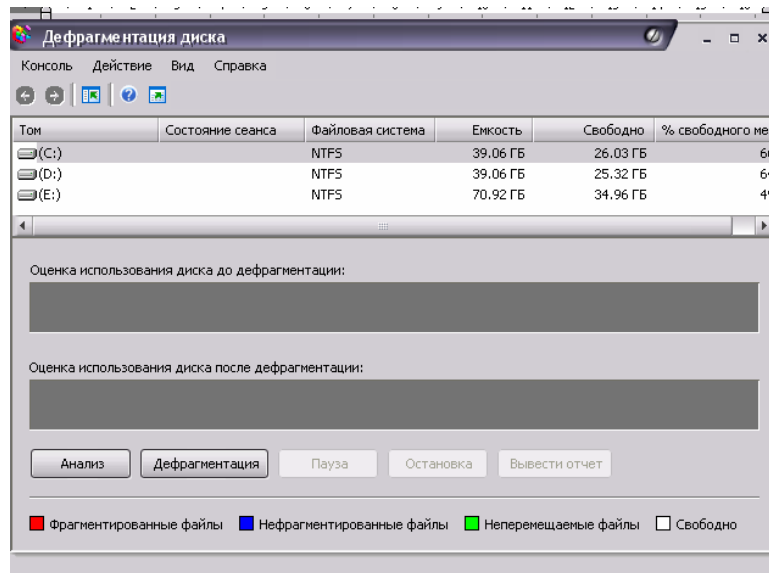 Дефрагментация диска
Консоль Действие Вид Справка
Том Состояние сеанса Файловая система Емкость Свободно % свободного ме
(C:) NTFS 39.06 ГБ 26.03 ГБ
(D:) NTFS 39.06 ГБ 25.32 ГБ
(E:) NTFS 70.92 ГБ 34.96 ГБ
Оценка использования диска до дефрагментации:
Оценка использования диска после дефрагментации:
Анализ Дефрагментация Пауза Остановка Вывести отчет
Фрагментированные файлы Нефрагментированные файлы Неперемещаемые файлы Свободно